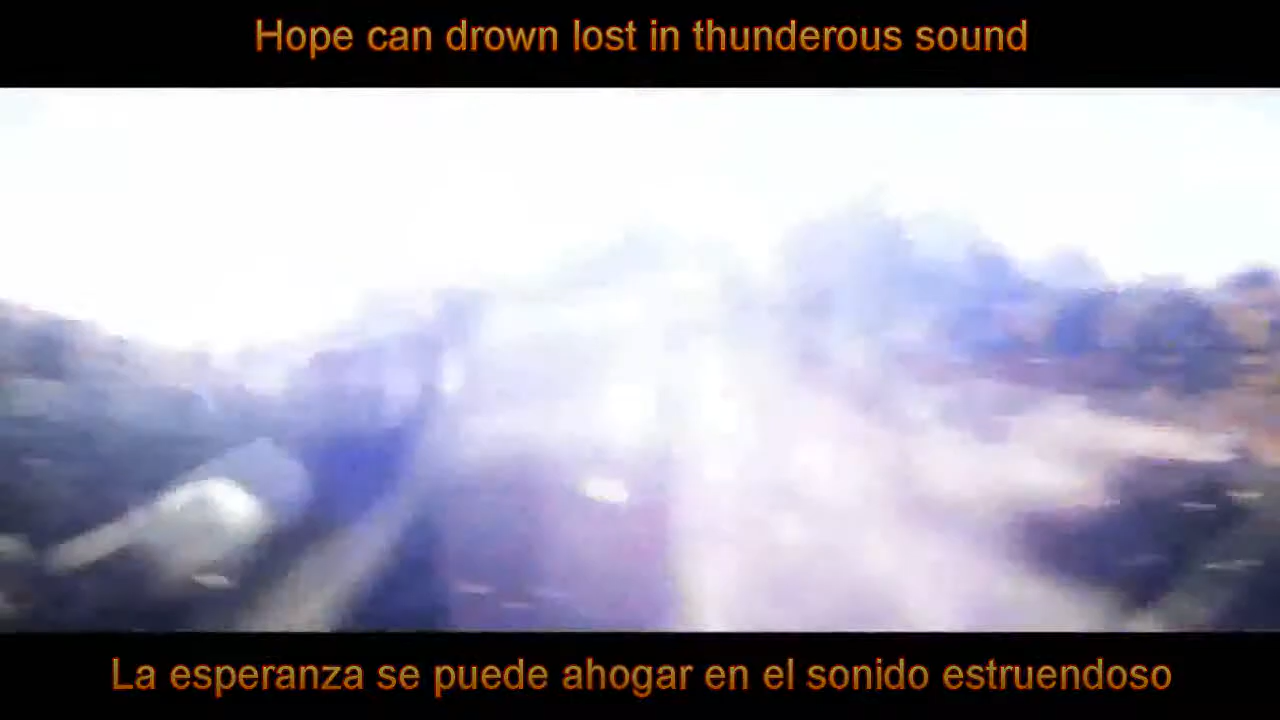 Hope can drown lost in thunderous sound
La esperanza se puede ahogar en el sonido estruendoso